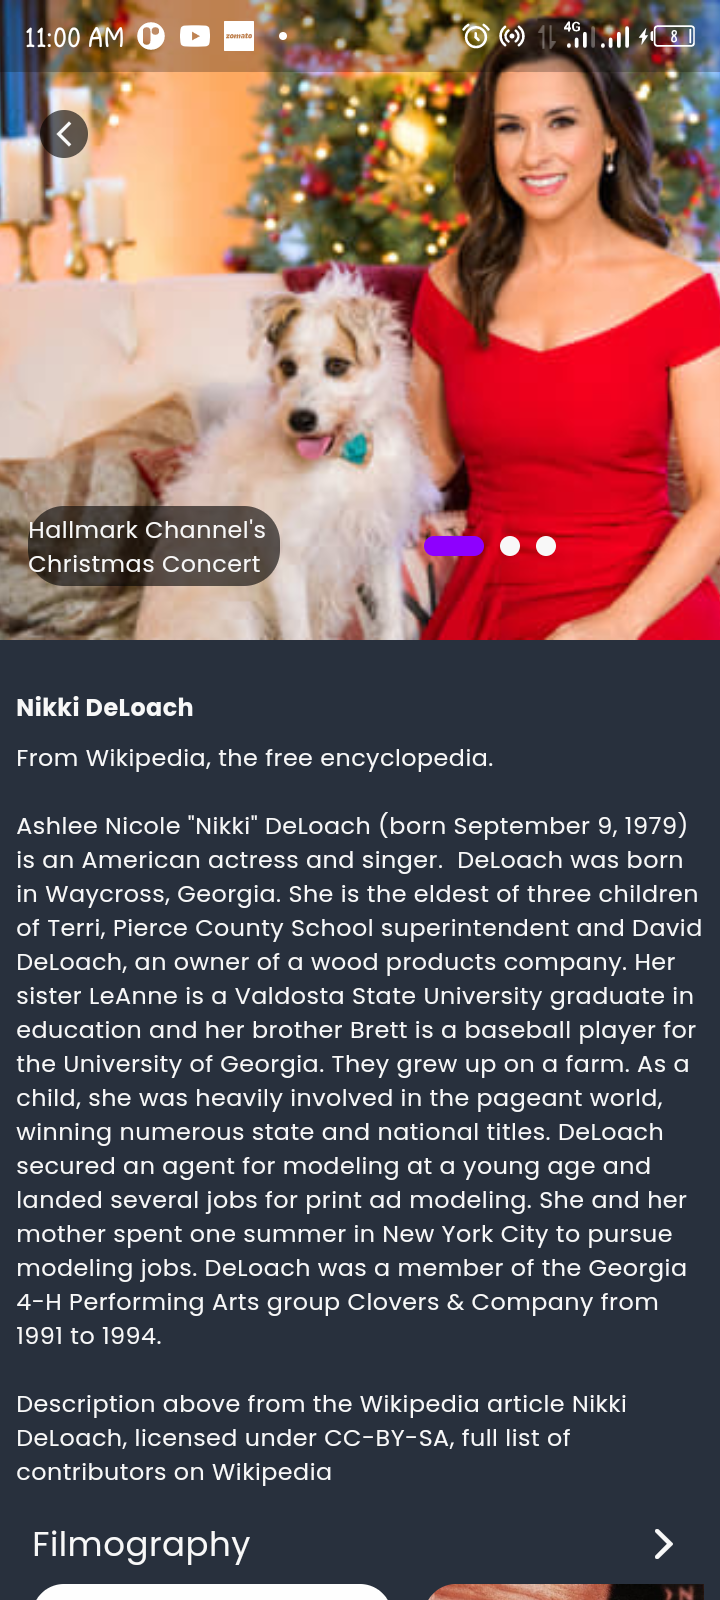 11:00 AM
zomato
4G
8
Hallmark Channel's
Christmas Concert
Nikki DeLoach
From Wikipedia, the free encyclopedia.
Ashlee Nicole "Nikki" DeLoach (born September 9, 1979)
is an American actress and singer.  DeLoach was born
in Waycross, Georgia. She is the eldest of three children
of Terri, Pierce County School superintendent and David
DeLoach, an owner of a wood products company. Her
sister LeAnne is a Valdosta State University graduate in
education and her brother Brett is a baseball player for
the University of Georgia. They grew up on a farm. As a
child, she was heavily involved in the pageant world,
winning numerous state and national titles. DeLoach
secured an agent for modeling at a young age and
landed several jobs for print ad modeling. She and her
mother spent one summer in New York City to pursue
modeling jobs. DeLoach was a member of the Georgia
4-H Performing Arts group Clovers & Company from
1991 to 1994.
Description above from the Wikipedia article Nikki
DeLoach, licensed under CC-BY-SA, full list of
contributors on Wikipedia
Filmography